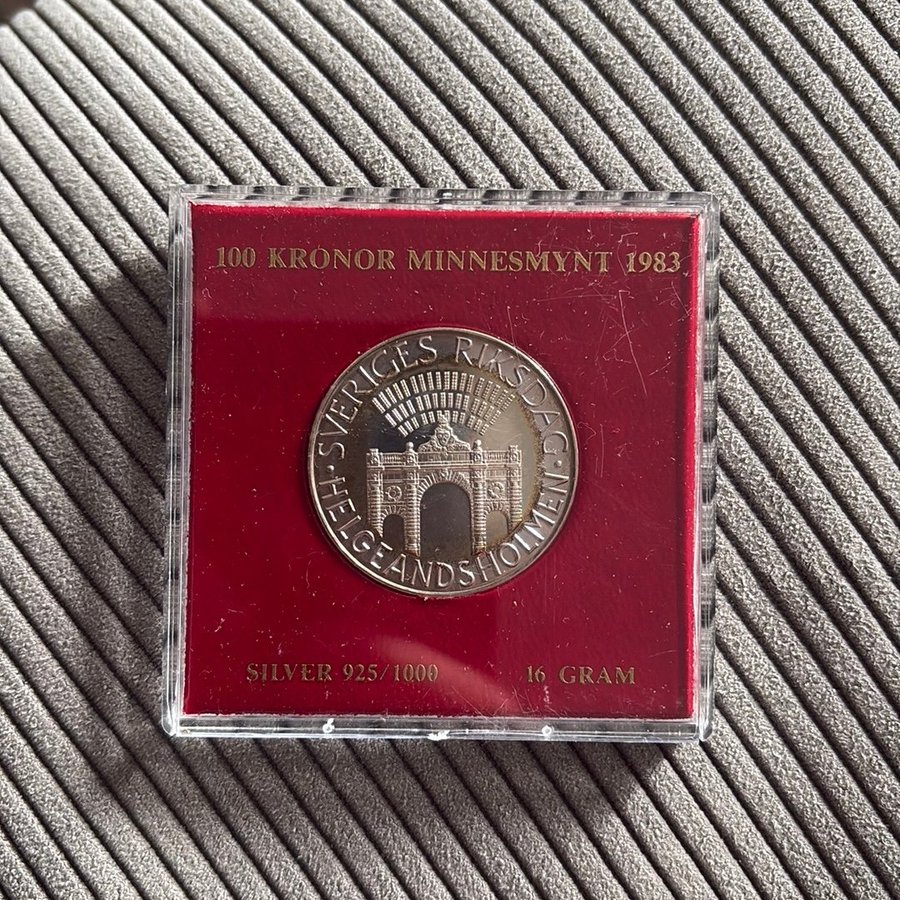 100 KRONOR MINNESMYNT 1983
· SVERIGES RIKSDAG ·
HELGEANDSHOLMEN
SILVER 925/1000 16 GRAM